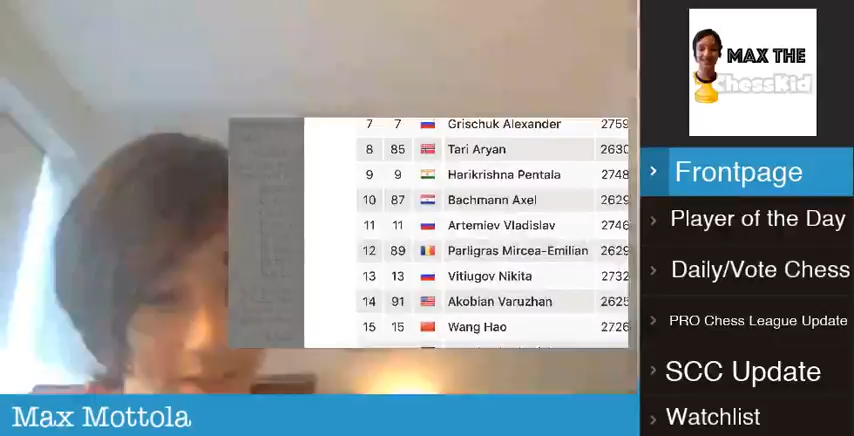 7 7 Grischuk Alexander 2759
8 85 Tari Aryan 2630
9 9 Harikrishna Pentala 2748
10 87 Bachmann Axel 2629
11 11 Artemiev Vladislav 2746
12 89 Parligras Mircea-Emilian 2629
13 13 Vitiugov Nikita 2732
14 91 Akobian Varuzhan 2625
15 15 Wang Hao 2726
Max Mottola
MAX THE
ChessKid
Frontpage
Player of the Day
Daily/Vote Chess
PRO Chess League Update
SCC Update
Watchlist